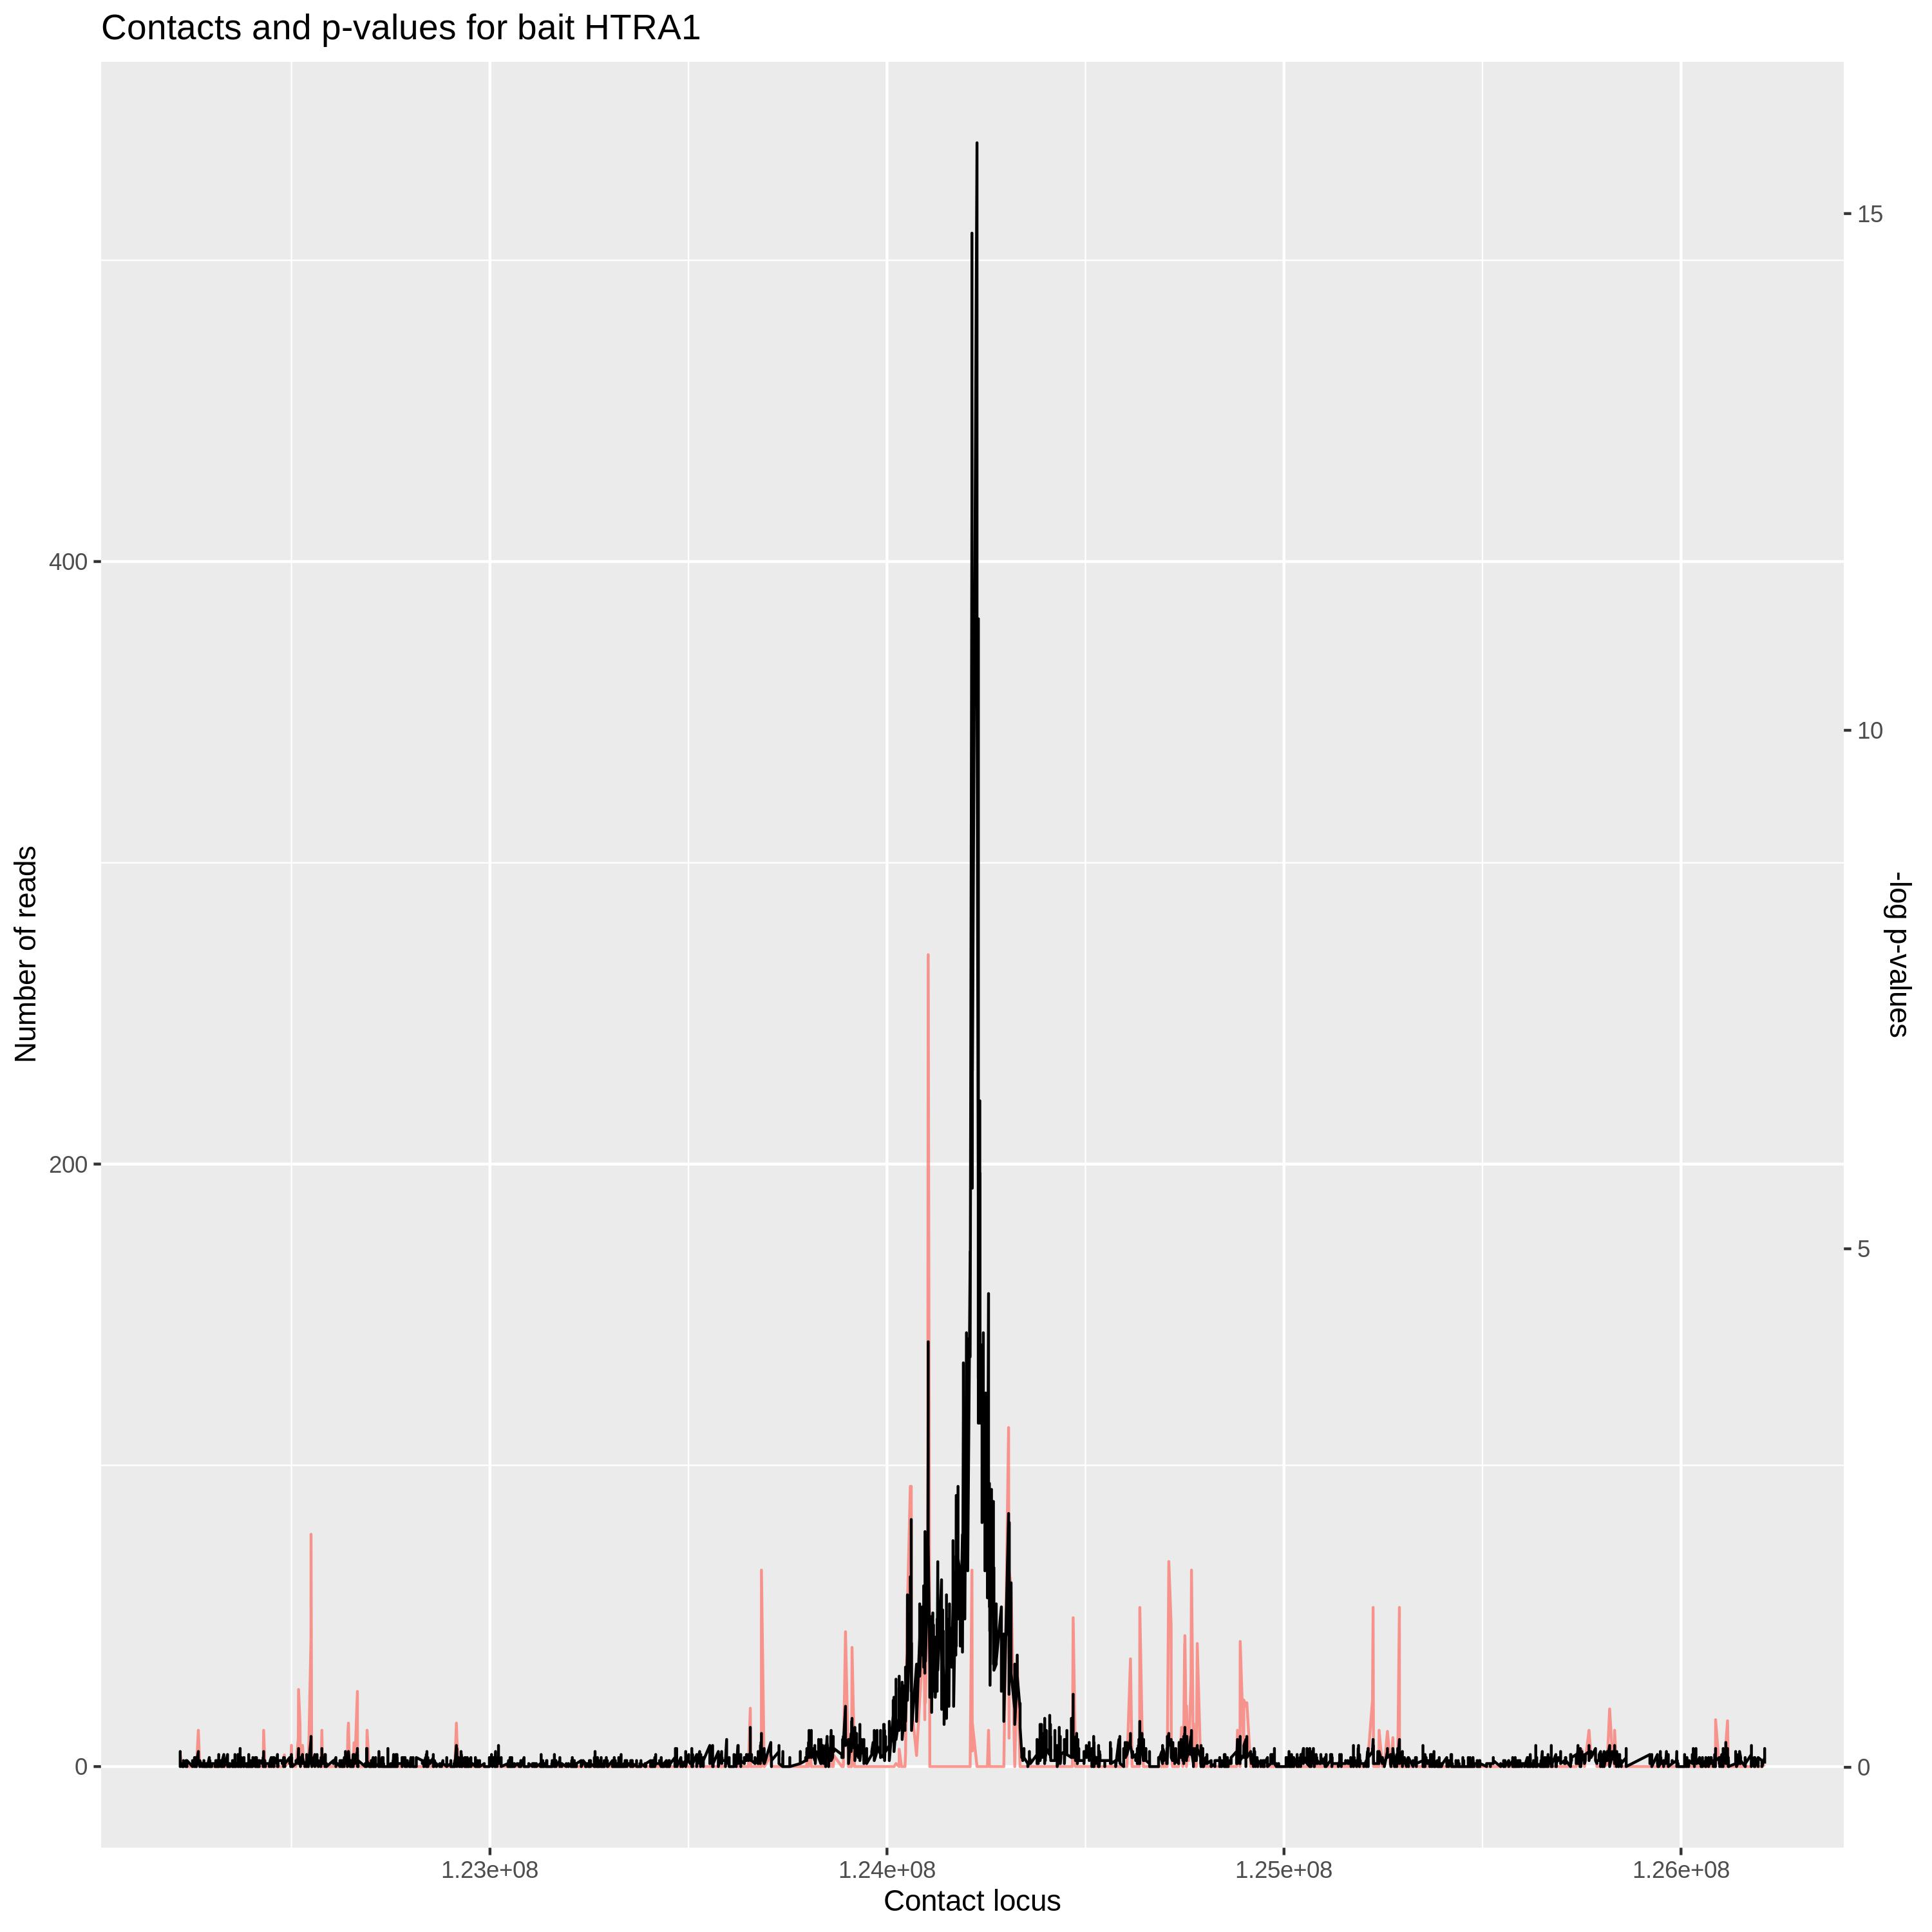 Contacts and p-values for bait HTRA1
Number of reads
400
200
0
15
10
5
0
-log p-values
1.23e+08
1.24e+08
1.25e+08
1.26e+08
Contact locus